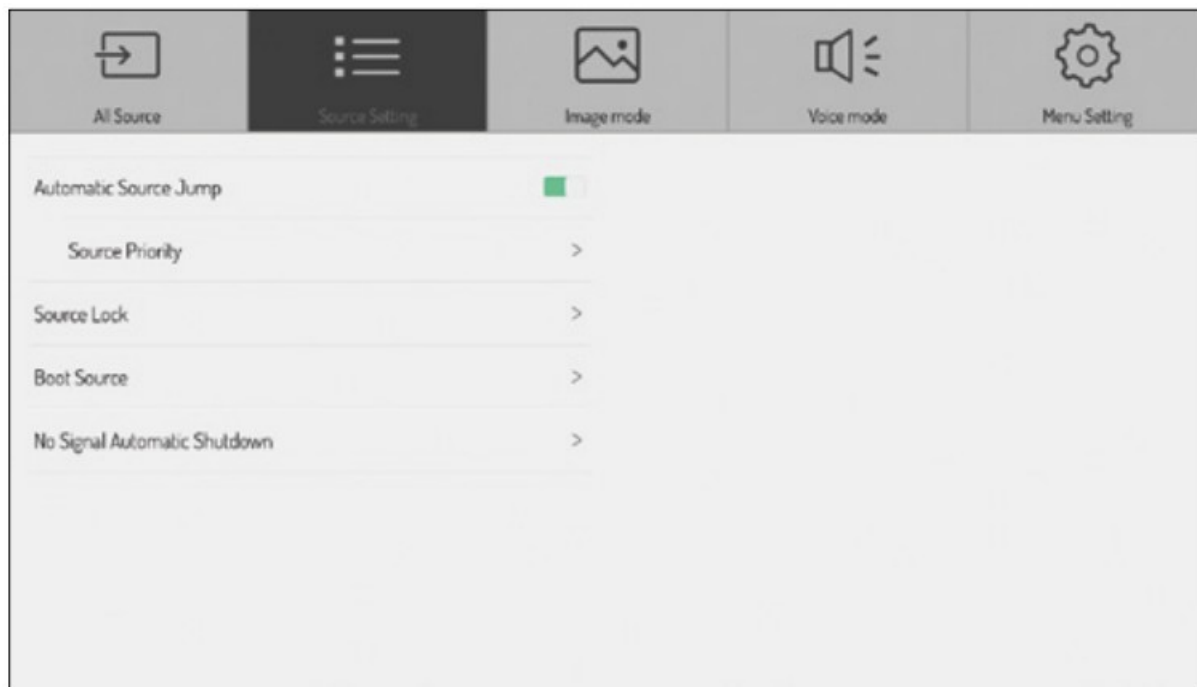 All Source
Source Setting
Image mode
Voice mode
Menu Setting
Automatic Source Jump
Source Priority
Source Lock
Boot Source
No Signal Automatic Shutdown